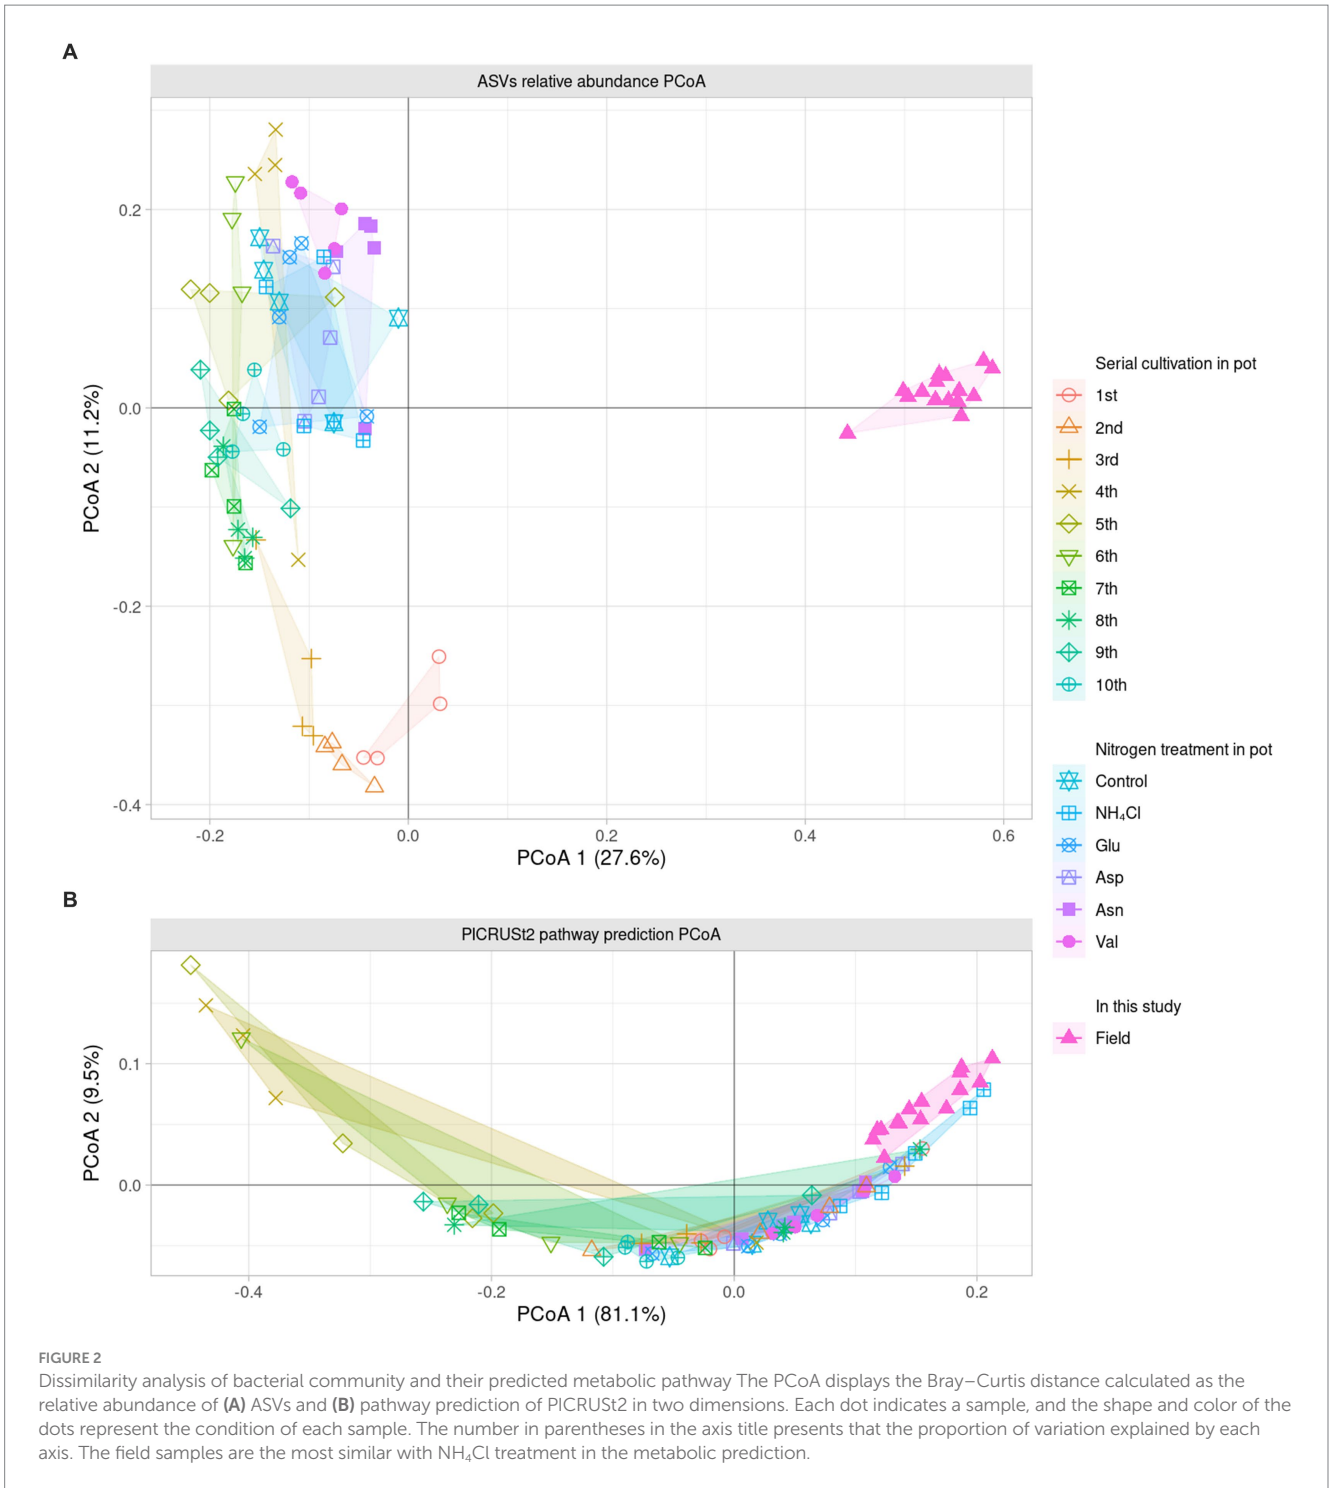 A
ASVs relative abundance PCoA
0.2
0.0
-0.2
-0.4
PCoA 2 (11.2%)
-0.2
0.0
0.2
0.4
0.6
PCoA 1 (27.6%)
Serial cultivation in pot
1st
2nd
3rd
4th
5th
6th
7th
8th
9th
10th
Nitrogen treatment in pot
Control
NH₄Cl
Glu
Asp
Asn
Val
In this study
Field
B
PICRUSt2 pathway prediction PCoA
0.1
0.0
PCoA 2 (9.5%)
-0.4
-0.2
0.0
0.2
PCoA 1 (81.1%)
FIGURE 2
Dissimilarity analysis of bacterial community and their predicted metabolic pathway The PCoA displays the Bray–Curtis distance calculated as the
relative abundance of (A) ASVs and (B) pathway prediction of PICRUSt2 in two dimensions. Each dot indicates a sample, and the shape and color of the
dots represent the condition of each sample. The number in parentheses in the axis title presents that the proportion of variation explained by each
axis. The field samples are the most similar with NH₄Cl treatment in the metabolic prediction.